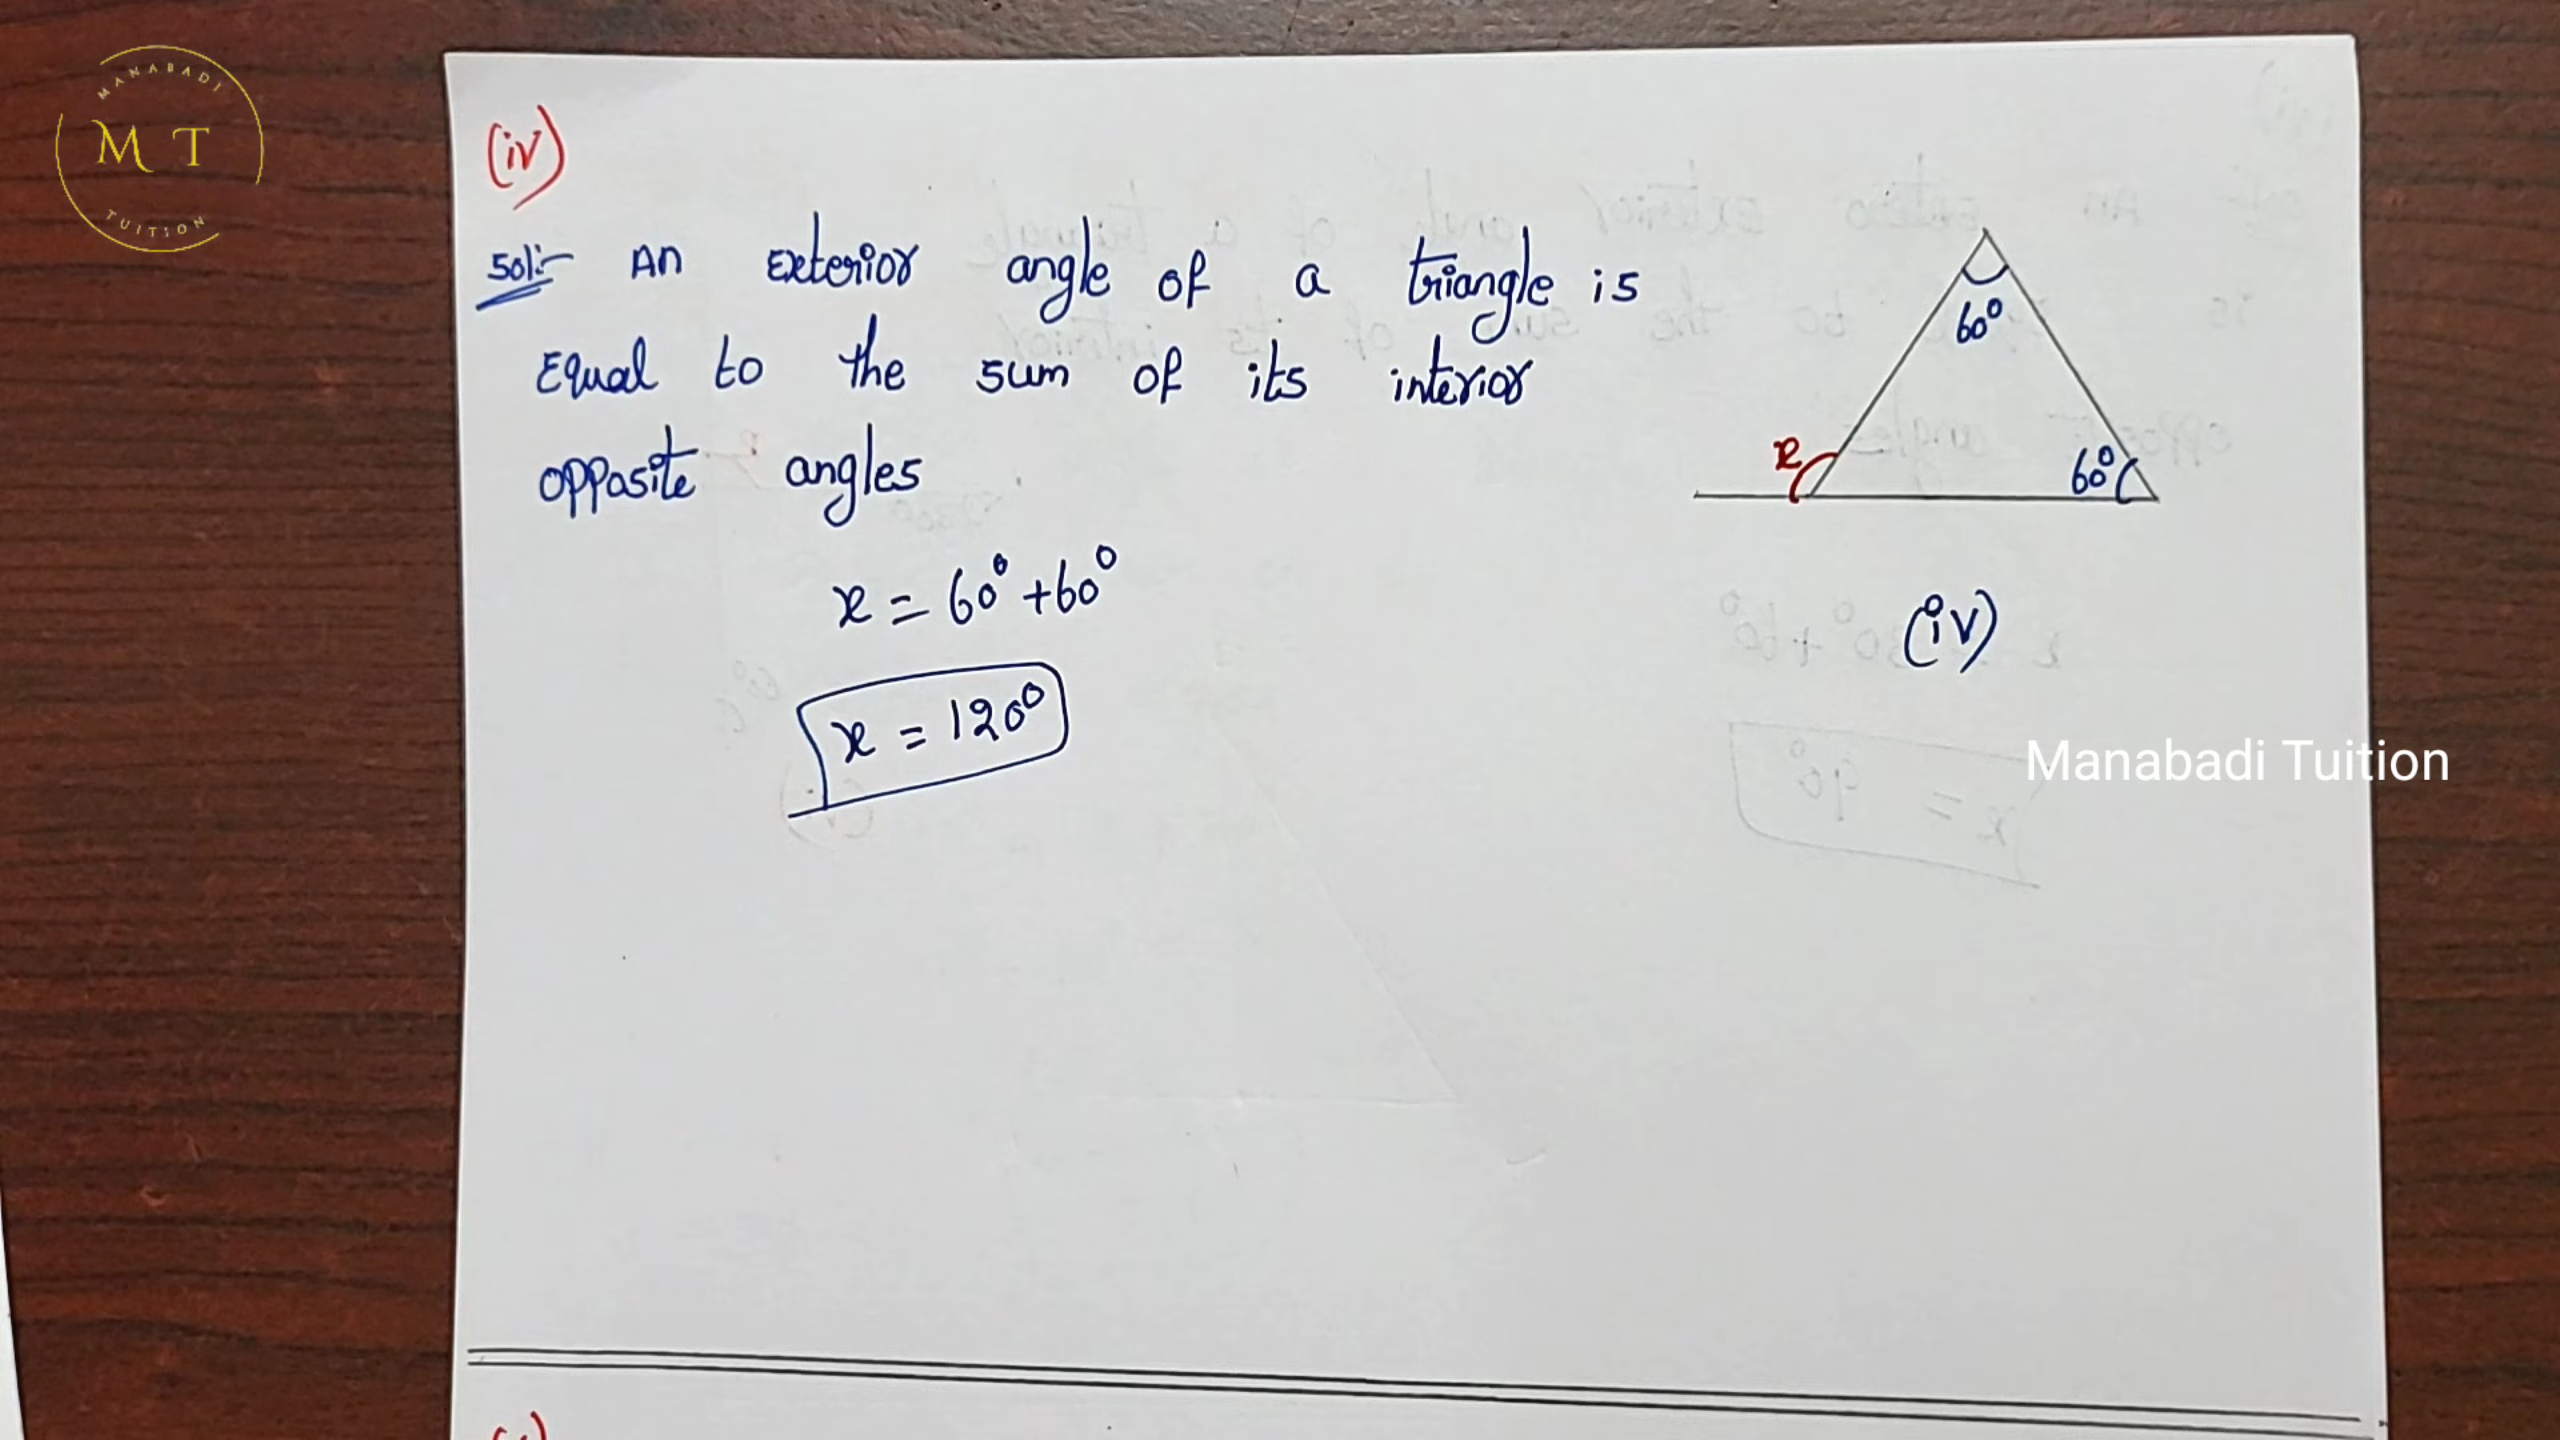 MANABADI
M T
TUITION
(iv)
Sol:- An Exterior angle of a triangle is
Equal to the sum of its interior
opposite angles
x = 60° + 60°
x = 120°
60°
x
60°
(iv)
Manabadi Tuition